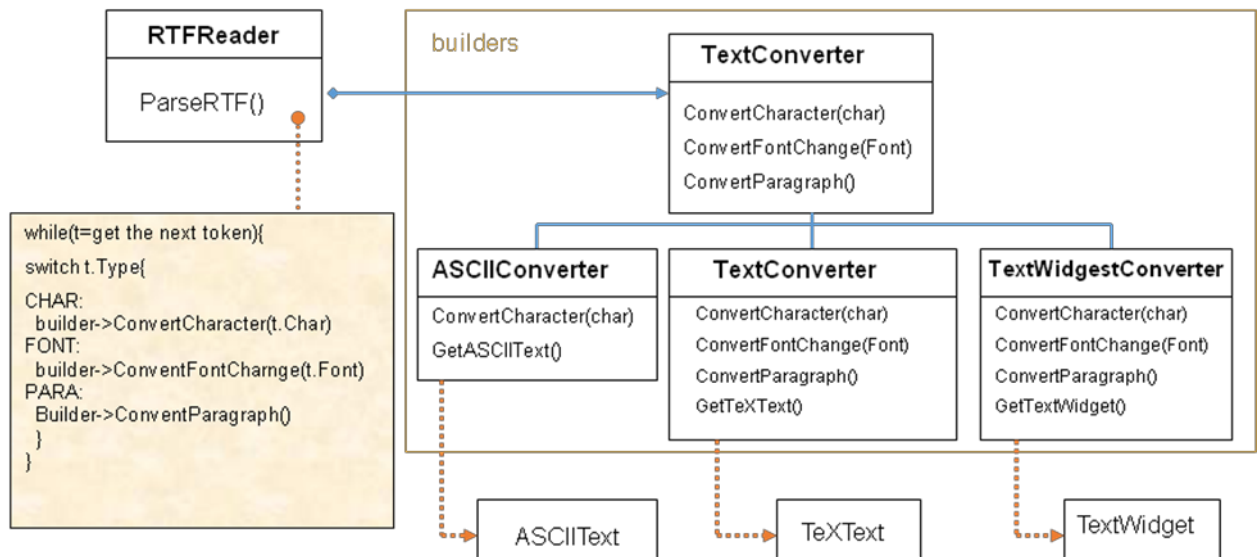 RTFReader
ParseRTF()
builders
TextConverter
ConvertCharacter(char)
ConvertFontChange(Font)
ConvertParagraph()
while(t=get the next token){
switch t.Type{
CHAR:
builder->ConvertCharacter(t.Char)
FONT:
builder->ConventFontCharnge(t.Font)
PARA:
Builder->ConventParagraph()
}
}
ASCIIConverter
ConvertCharacter(char)
GetASCIIText()
TextConverter
ConvertCharacter(char)
ConvertFontChange(Font)
ConvertParagraph()
GetTeXText()
TextWidgestConverter
ConvertCharacter(char)
ConvertFontChange(Font)
ConvertParagraph()
GetTextWidget()
ASCIIText
TeXText
TextWidget